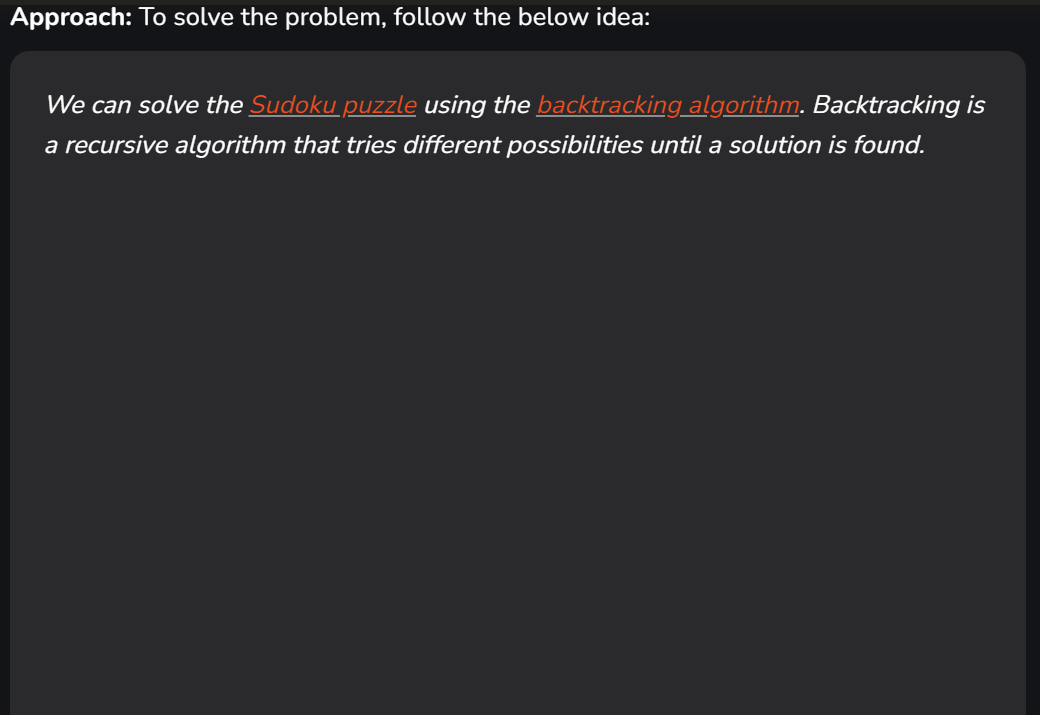 Approach: To solve the problem, follow the below idea:
We can solve the Sudoku puzzle using the backtracking algorithm. Backtracking is
a recursive algorithm that tries different possibilities until a solution is found.